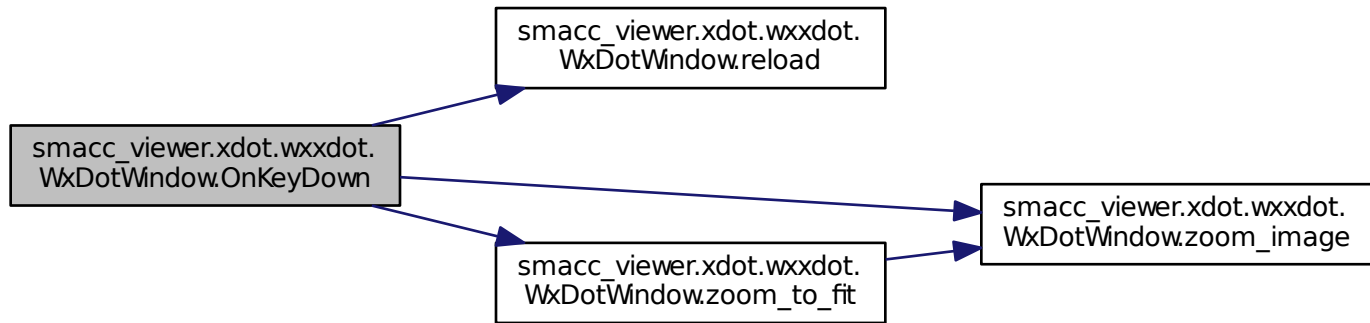 smacc_viewer.xdot.wxxdot.
WxDotWindow.reload
smacc_viewer.xdot.wxxdot.
WxDotWindow.OnKeyDown
smacc_viewer.xdot.wxxdot.
WxDotWindow.zoom_image
smacc_viewer.xdot.wxxdot.
WxDotWindow.zoom_to_fit